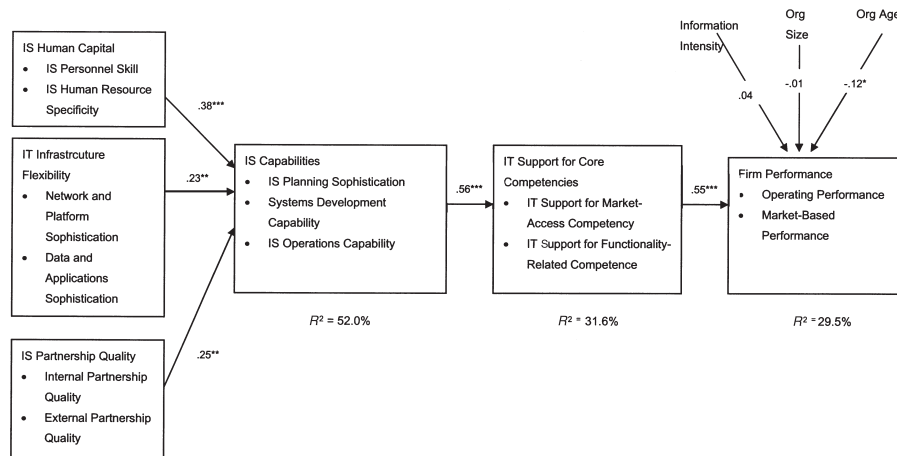 IS Human Capital
• IS Personnel Skill
• IS Human Resource
Specificity
.38***
IT Infrastrcuture
Flexibility
• Network and
Platform
Sophistication
• Data and
Applications
Sophistication
.23**
IS Partnership Quality
• Internal Partnership
Quality
• External Partnership
Quality
.25**
IS Capabilities
• IS Planning Sophistication
• Systems Development
Capability
• IS Operations Capability
R² = 52.0%
.56***
IT Support for Core
Competencies
• IT Support for Market-
Access Competency
• IT Support for Functionality-
Related Competence
R² = 31.6%
.55***
Information
Intensity
Org
Size
Org Age
.04
-.01
-.12*
Firm Performance
• Operating Performance
• Market-Based
Performance
R² = 29.5%